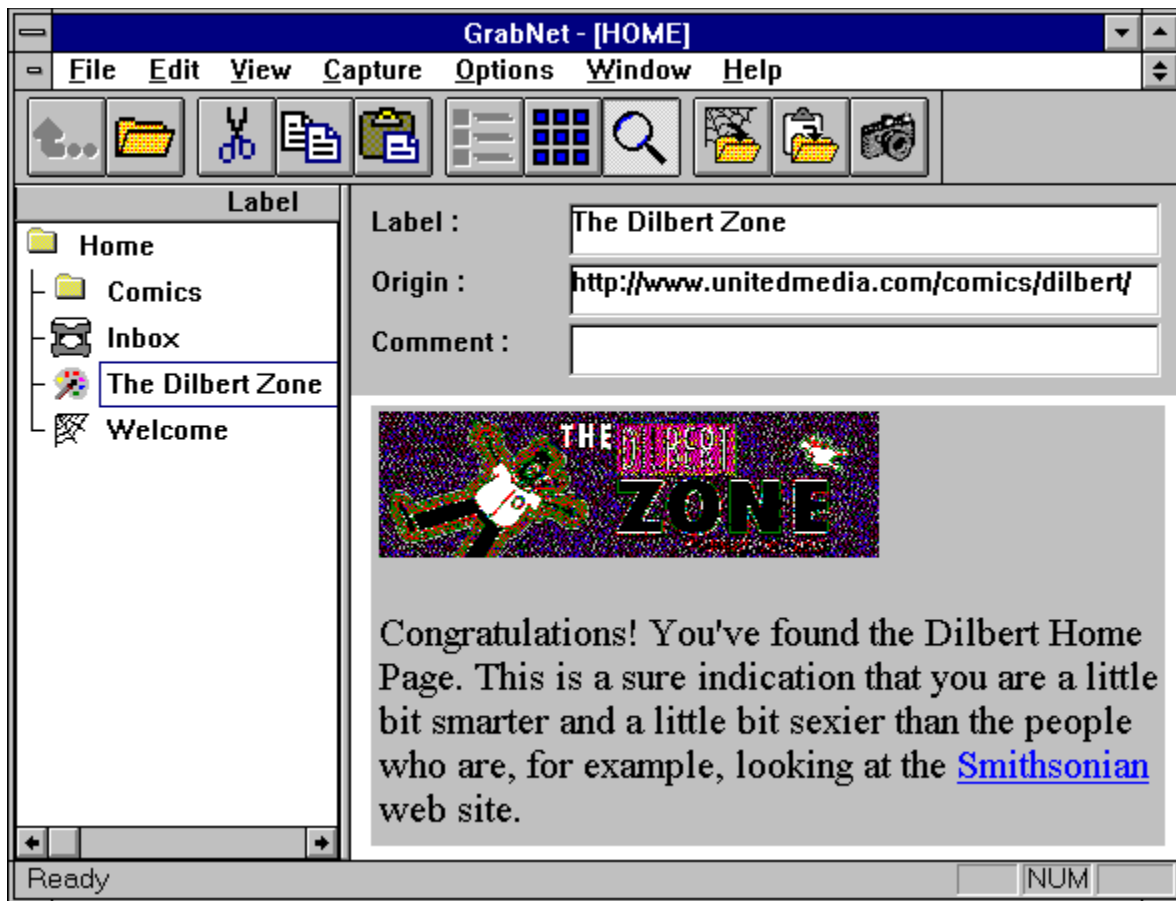 GrabNet - [HOME]
File Edit View Capture Options Window Help
Label
Home
Comics
Inbox
The Dilbert Zone
Welcome
Label : The Dilbert Zone
Origin : http://www.unitedmedia.com/comics/dilbert/
Comment :
THE DILBERT
ZONE
Congratulations! You've found the Dilbert Home
Page. This is a sure indication that you are a little
bit smarter and a little bit sexier than the people
who are, for example, looking at the Smithsonian
web site.
Ready NUM